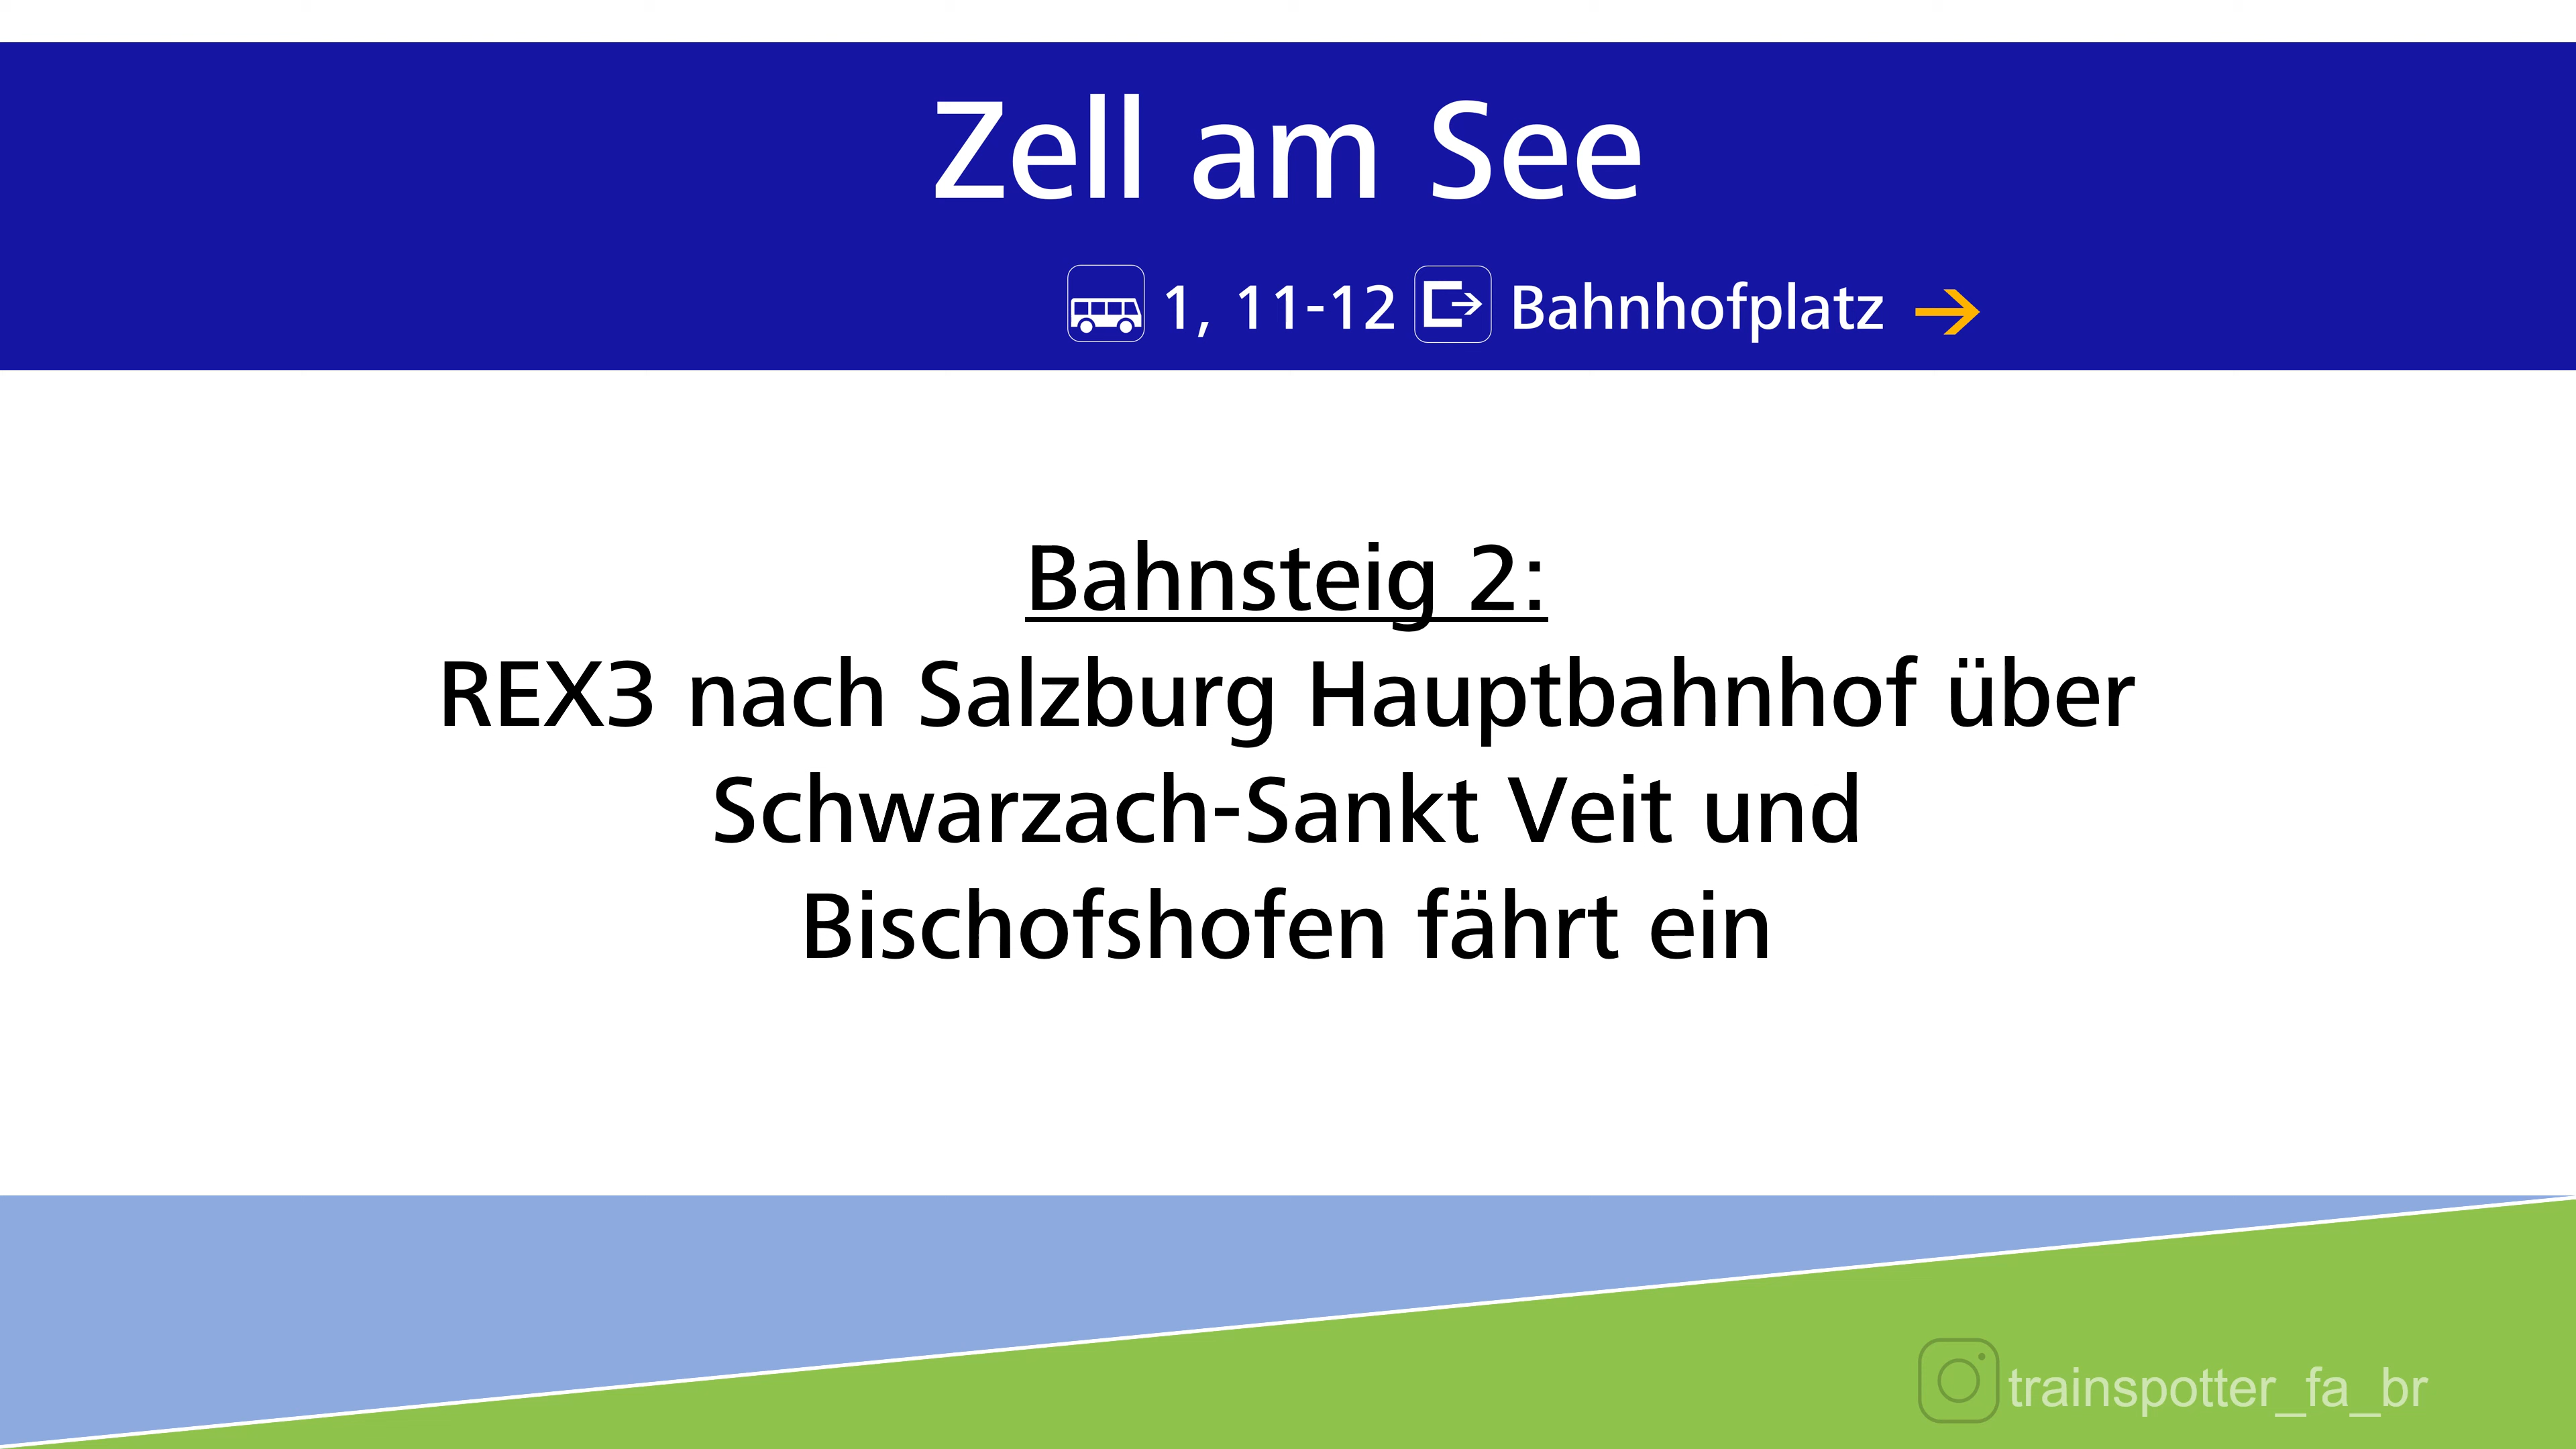 Zell am See
1, 11-12 Bahnhofplatz →
Bahnsteig 2:
REX3 nach Salzburg Hauptbahnhof über
Schwarzach-Sankt Veit und
Bischofshofen fährt ein
trainspotter_fa_br